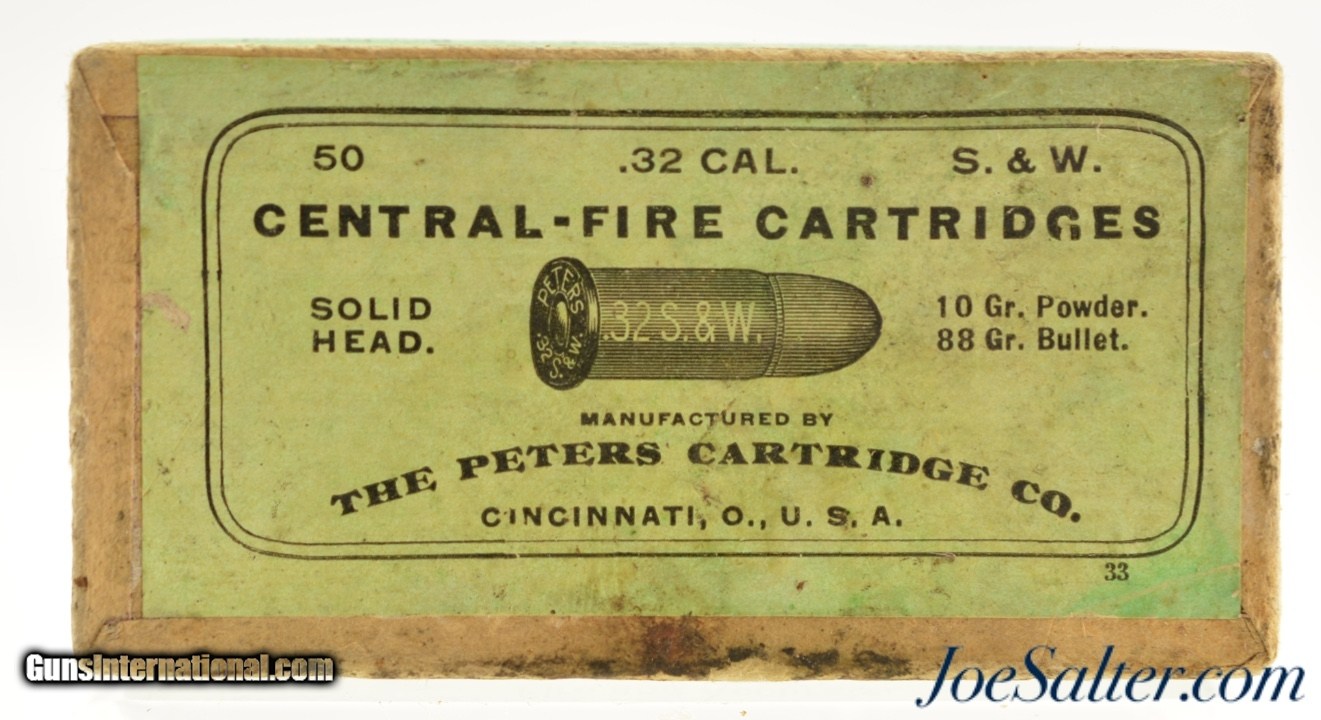 50 .32 CAL. S. & W.
CENTRAL-FIRE CARTRIDGES
SOLID
HEAD.
PETERS
.32 S.&W.
.32 S.&W.
10 Gr. Powder.
88 Gr. Bullet.
MANUFACTURED BY
THE PETERS CARTRIDGE CO.
CINCINNATI, O., U. S. A.
33
GunsInternational.com
JoeSalter.com